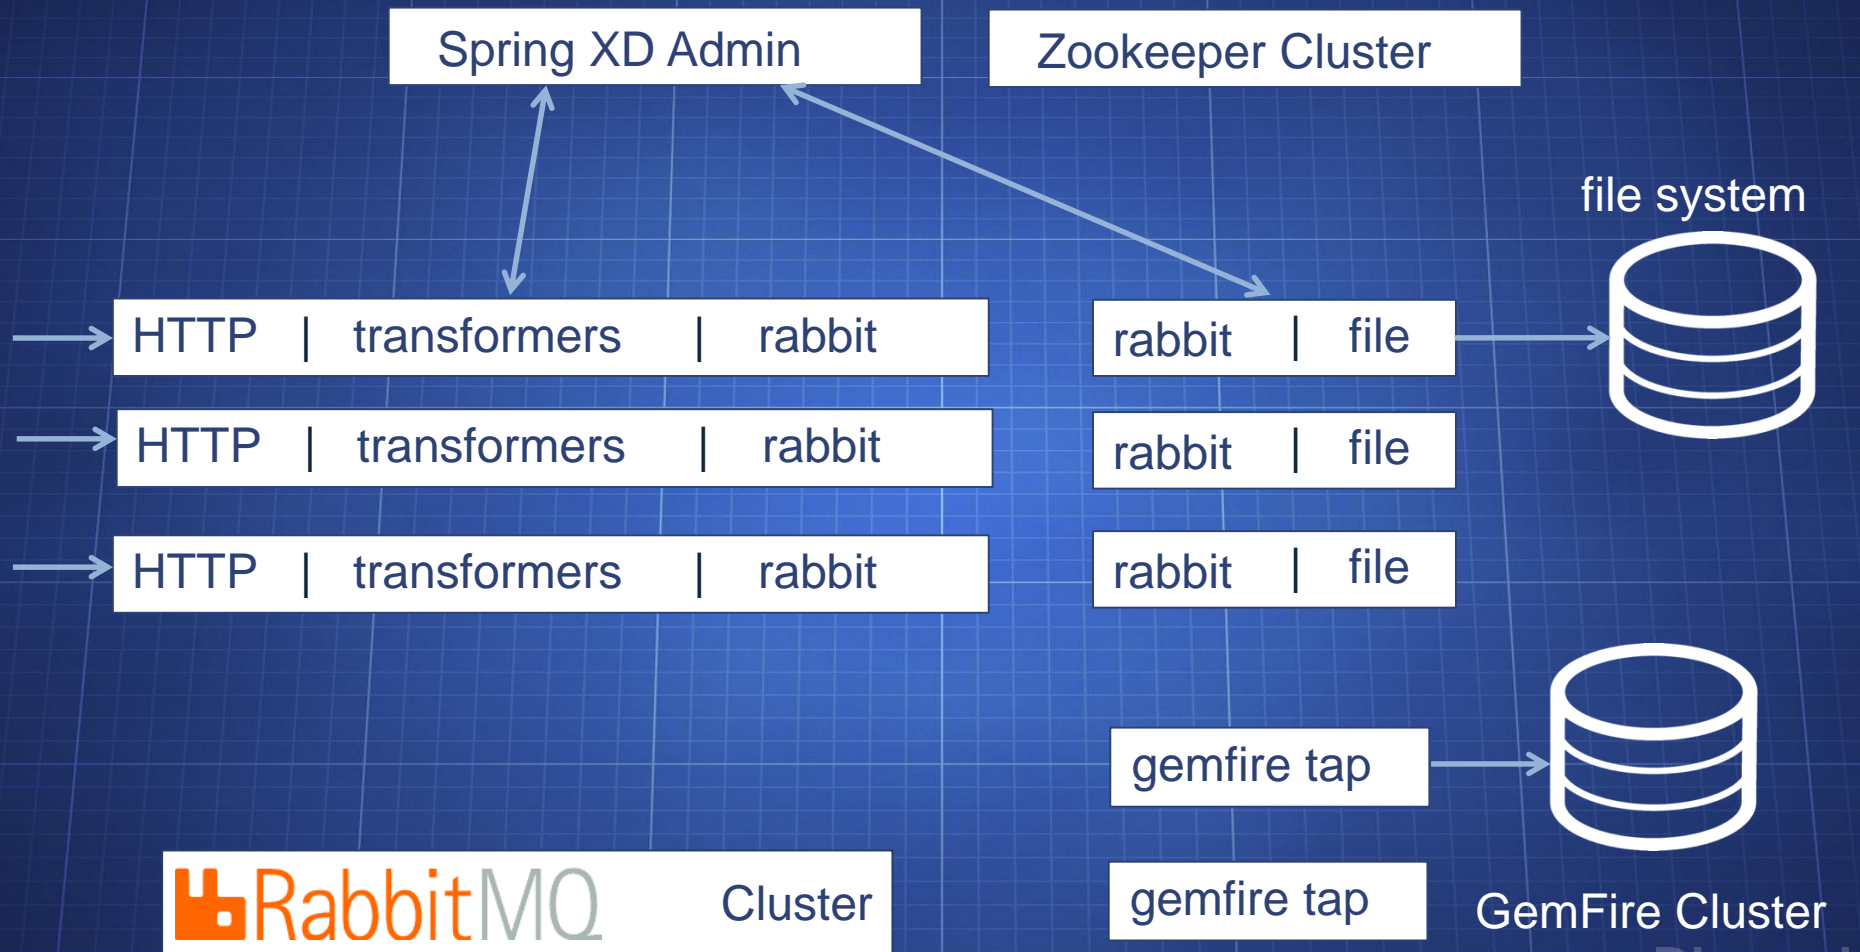 Spring XD Admin
Zookeeper Cluster
file system
HTTP | transformers | rabbit
rabbit | file
HTTP | transformers | rabbit
rabbit | file
HTTP | transformers | rabbit
rabbit | file
gemfire tap
RabbitMQ Cluster
gemfire tap
GemFire Cluster